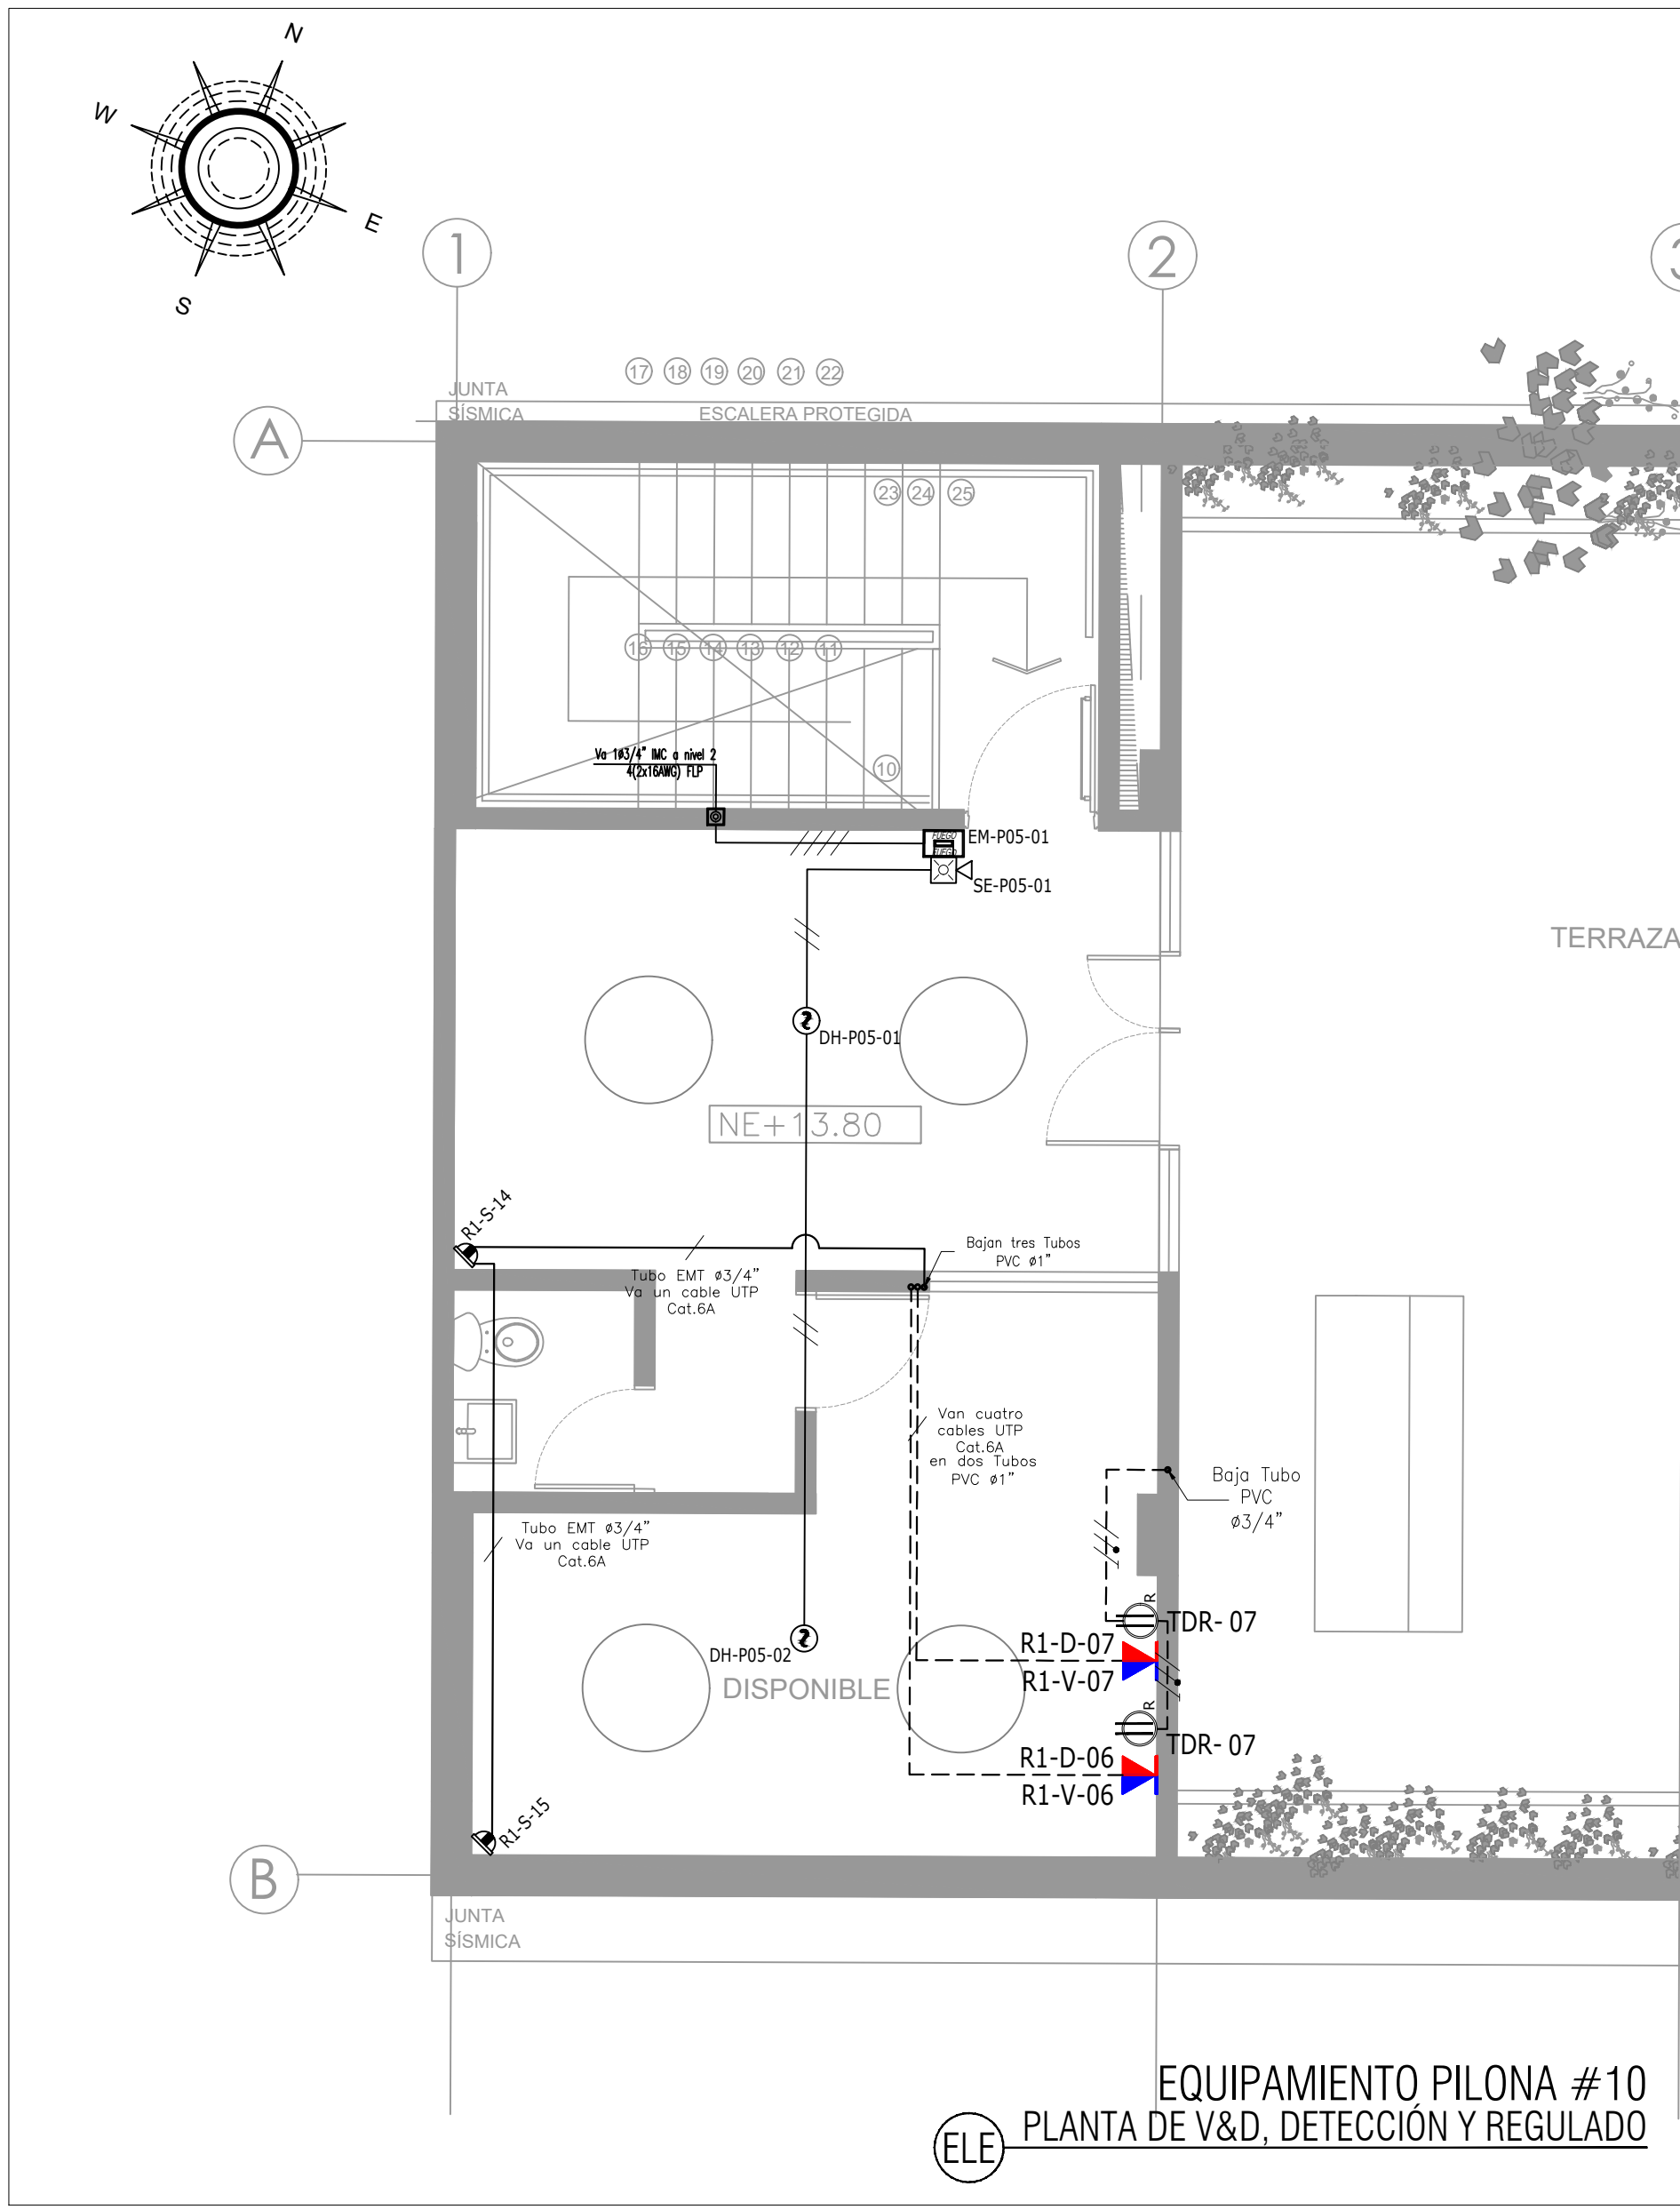 N
W
E
S
1
2
3
17 18 19 20 21 22
JUNTA
SÍSMICA
ESCALERA PROTEGIDA
A
23 24 25
16 15 14 13 12 11
Va 1ø3/4" IMC a nivel 2
4(2x16AWG) FLP
10
FUEGO
FUEGO
EM-P05-01
SE-P05-01
TERRAZA
DH-P05-01
NE+13.80
R1-S-14
Bajan tres Tubos
PVC ø1"
Tubo EMT ø3/4"
Va un cable UTP
Cat.6A
Van cuatro
cables UTP
Cat.6A
en dos Tubos
PVC ø1"
Baja Tubo
PVC
ø3/4"
Tubo EMT ø3/4"
Va un cable UTP
Cat.6A
R
TDR- 07
R1-D-07
R1-V-07
DH-P05-02
DISPONIBLE
R
TDR- 07
R1-D-06
R1-V-06
R1-S-15
B
JUNTA
SÍSMICA
EQUIPAMIENTO PILONA #10
PLANTA DE V&D, DETECCIÓN Y REGULADO
ELE